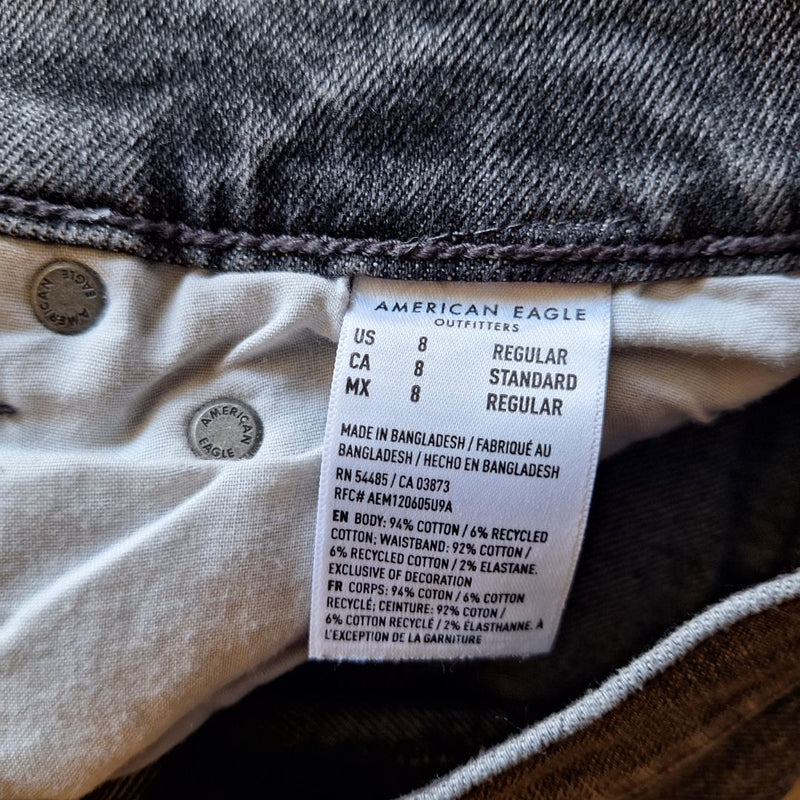 AMERICAN EAGLE
AMERICAN
EAGLE
AMERICAN EAGLE
OUTFITTERS
US 8 REGULAR
CA 8 STANDARD
MX 8 REGULAR
MADE IN BANGLADESH / FABRIQUÉ AU
BANGLADESH / HECHO EN BANGLADESH
RN 54485 / CA 03873
RFC# AEM120605U9A
EN BODY: 94% COTTON / 6% RECYCLED
COTTON; WAISTBAND: 92% COTTON /
6% RECYCLED COTTON / 2% ELASTANE.
EXCLUSIVE OF DECORATION
FR CORPS: 94% COTON / 6% COTON
RECYCLÉ; CEINTURE: 92% COTON /
6% COTON RECYCLÉ / 2% ÉLASTHANNE. À
L'EXCEPTION DE LA GARNITURE